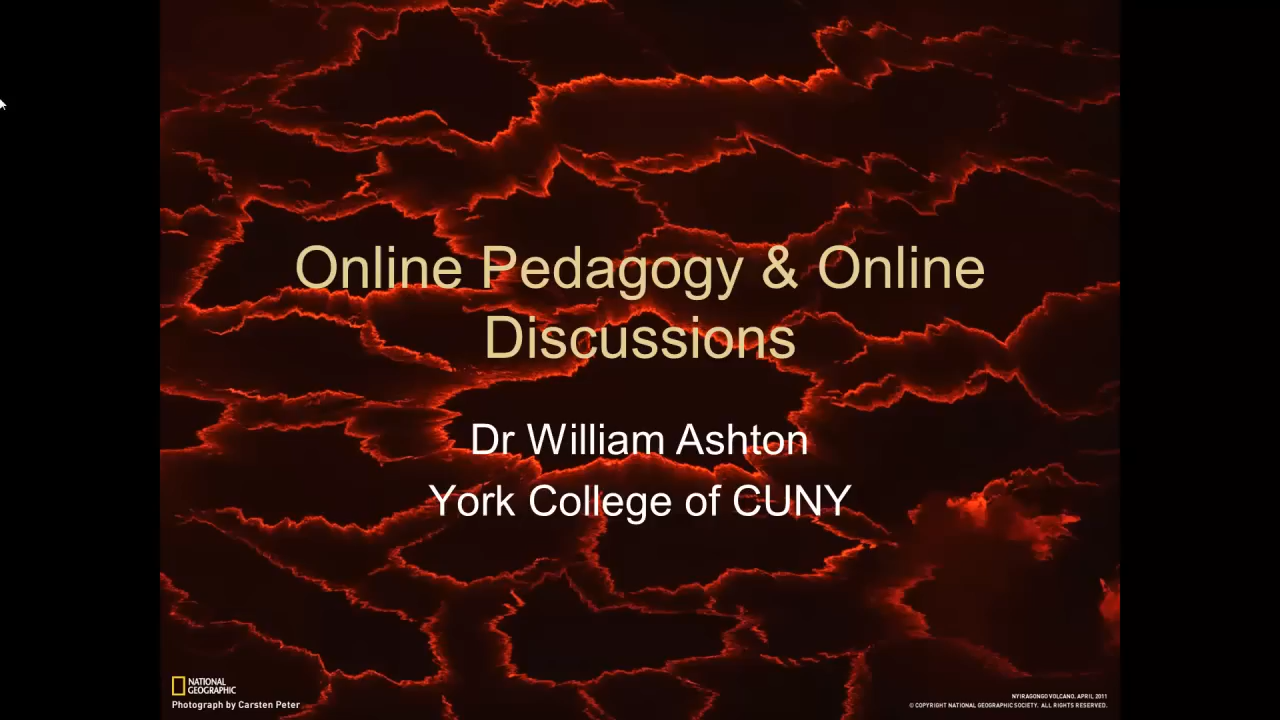 Online Pedagogy & Online
Discussions
Dr William Ashton
York College of CUNY
NATIONAL
GEOGRAPHIC
Photograph by Carsten Peter
NYIRAGONGO VOLCANO, APRIL 2011
© COPYRIGHT NATIONAL GEOGRAPHIC SOCIETY. ALL RIGHTS RESERVED.